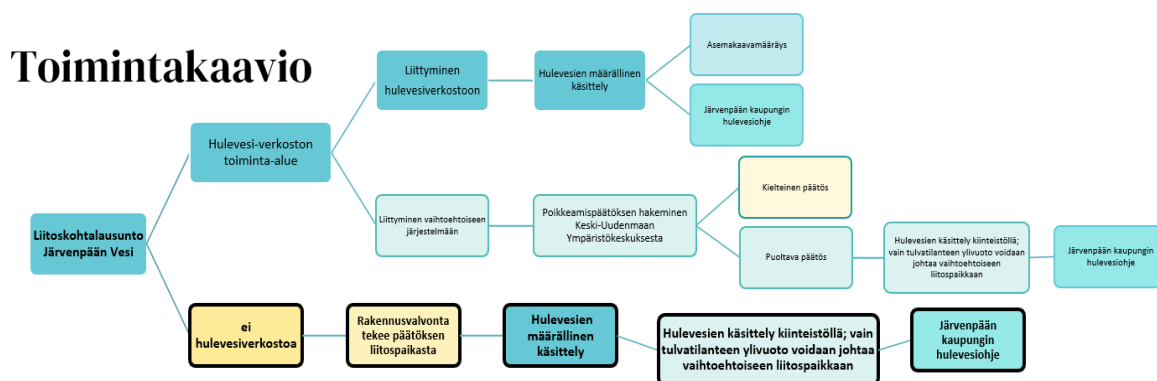 Toimintakaavio
Liitoskohtalausunto
Järvenpään Vesi
Hulevesi-verkoston
toiminta-alue
Liittyminen
hulevesiverkostoon
Hulevesien määrällinen
käsittely
Asemakaavamääräys
Järvenpään kaupungin
hulevesiohje
Liittyminen vaihtoehtoiseen
järjestelmään
Poikkeamispäätöksen hakeminen
Keski-Uudenmaan
Ympäristökeskuksesta
Kielteinen päätös
Puoltava päätös
Hulevesien käsittely kiinteistöllä;
vain tulvatilanteen ylivuoto voidaan
johtaa vaihtoehtoiseen
liitospaikkaan
Järvenpään kaupungin
hulevesiohje
ei
hulevesiverkostoa
Rakennusvalvonta
tekee päätöksen
liitospaikasta
Hulevesien
määrällinen
käsittely
Hulevesien käsittely kiinteistöllä; vain
tulvatilanteen ylivuoto voidaan johtaa
vaihtoehtoiseen liitospaikkaan
Järvenpään
kaupungin
hulevesiohje